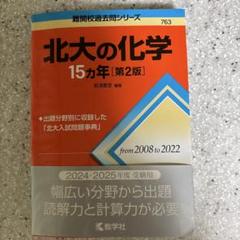 難関校過去問シリーズ
763
北大の化学
15カ年[第2版]
編著
◆出題分野別に収録した
「北大入試問題事典」
from 2008 to 2022
2024・2025年度 受験用
幅広い分野から出題
読解力と計算力が必要
教学社